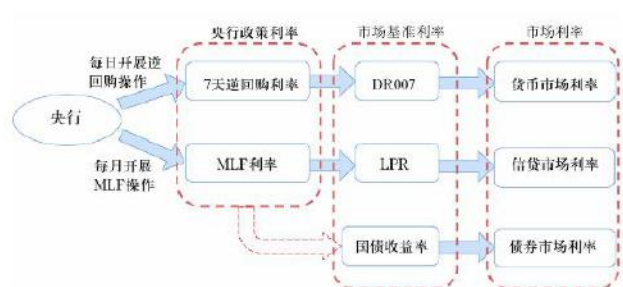 央行政策利率
市场基准利率
市场利率
每日开展逆
回购操作
7天逆回购利率
DR007
货币市场利率
央行
每月开展
MLF操作
MLF利率
LPR
信贷市场利率
国债收益率
债券市场利率